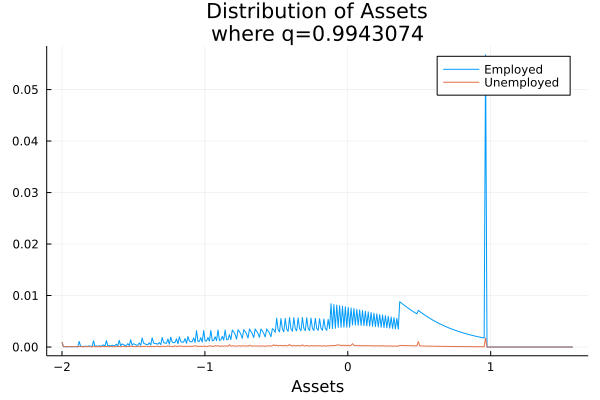 Distribution of Assets
where q=0.9943074
Employed
Unemployed
0.05
0.04
0.03
0.02
0.01
0.00
−2
−1
0
1
Assets